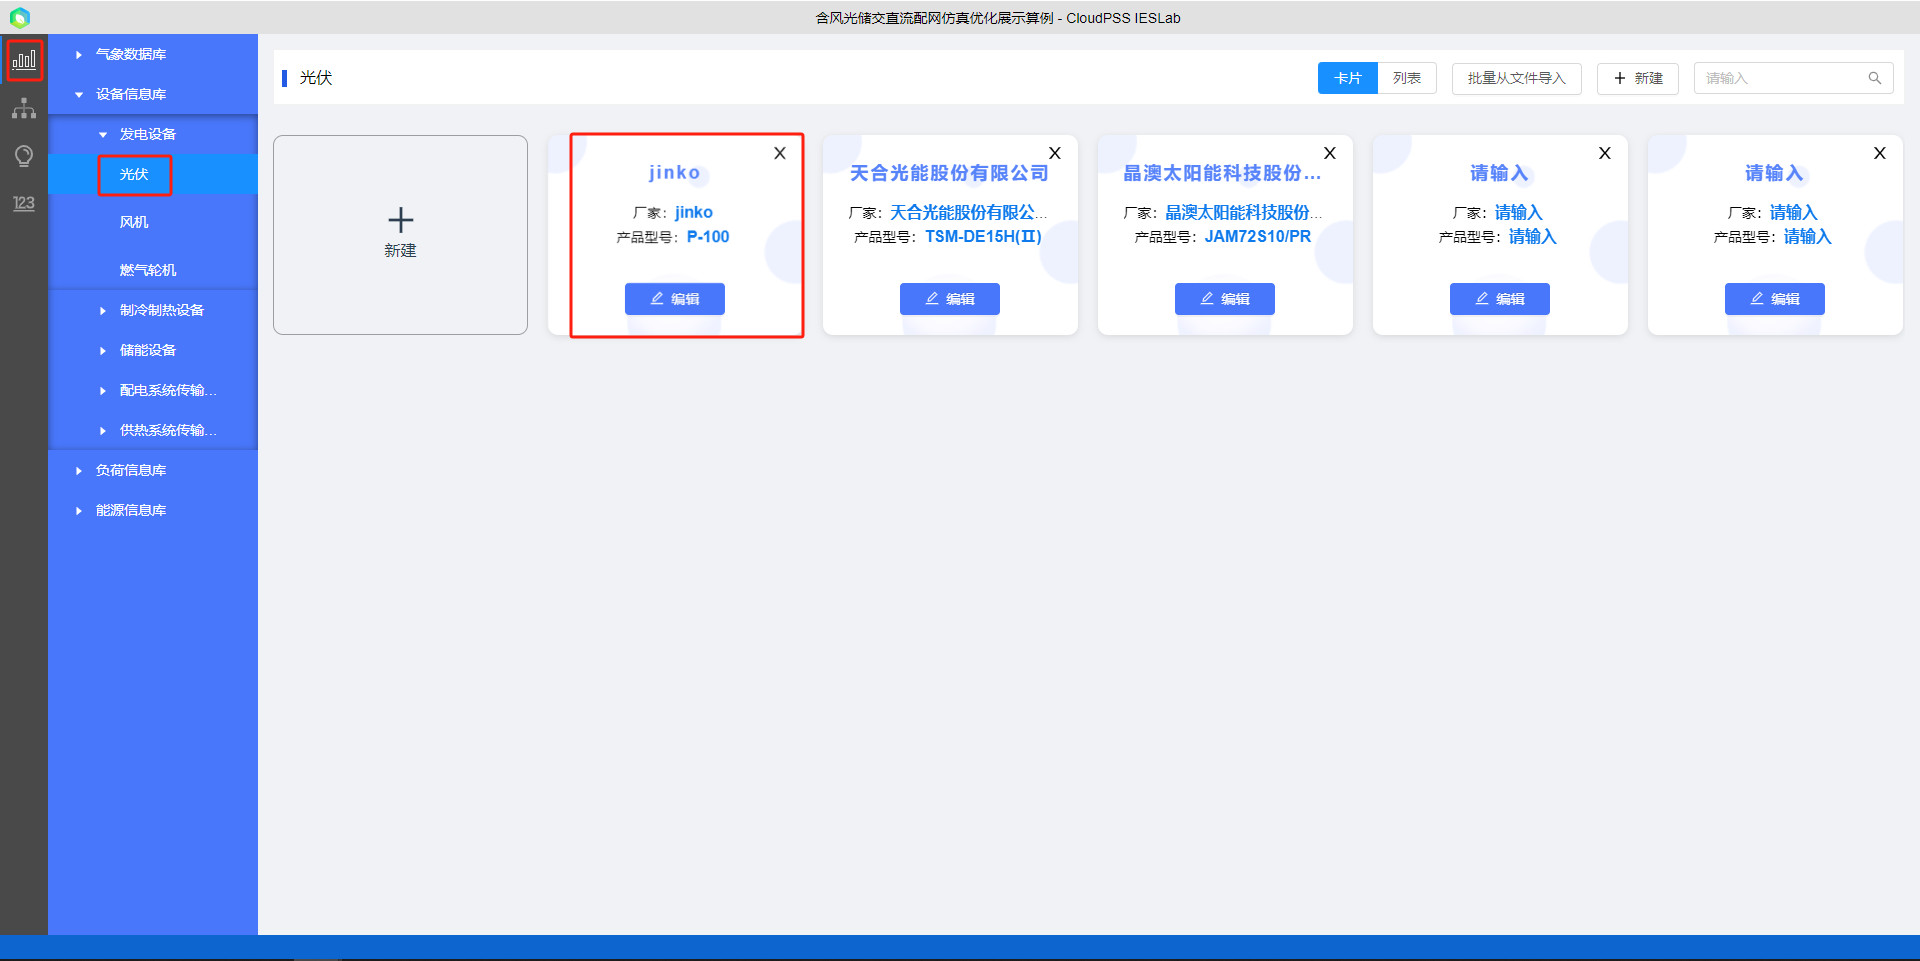 含风光储交直流配网仿真优化展示算例 - CloudPSS IESLab
123
气象数据库
设备信息库
发电设备
光伏
风机
燃气轮机
制冷制热设备
储能设备
配电系统传输...
供热系统传输...
负荷信息库
能源信息库
光伏
卡片
列表
批量从文件导入
新建
请输入
新建
X
jinko
厂家：jinko
产品型号：P-100
编辑
X
天合光能股份有限公司
厂家：天合光能股份有限公...
产品型号：TSM-DE15H(II)
编辑
X
晶澳太阳能科技股份...
厂家：晶澳太阳能科技股份...
产品型号：JAM72S10/PR
编辑
X
请输入
厂家：请输入
产品型号：请输入
编辑
X
请输入
厂家：请输入
产品型号：请输入
编辑